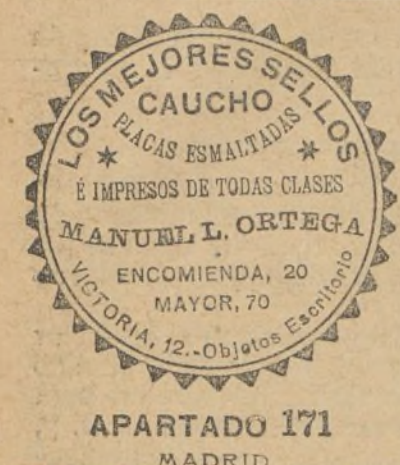 LOS MEJORES SELLOS
CAUCHO
PLACAS ESMALTADAS
É IMPRESOS DE TODAS CLASES
MANUEL L. ORTEGA
ENCOMIENDA, 20
MAYOR, 70
VICTORIA, 12.-Objetos Escritorio
APARTADO 171
MADRID